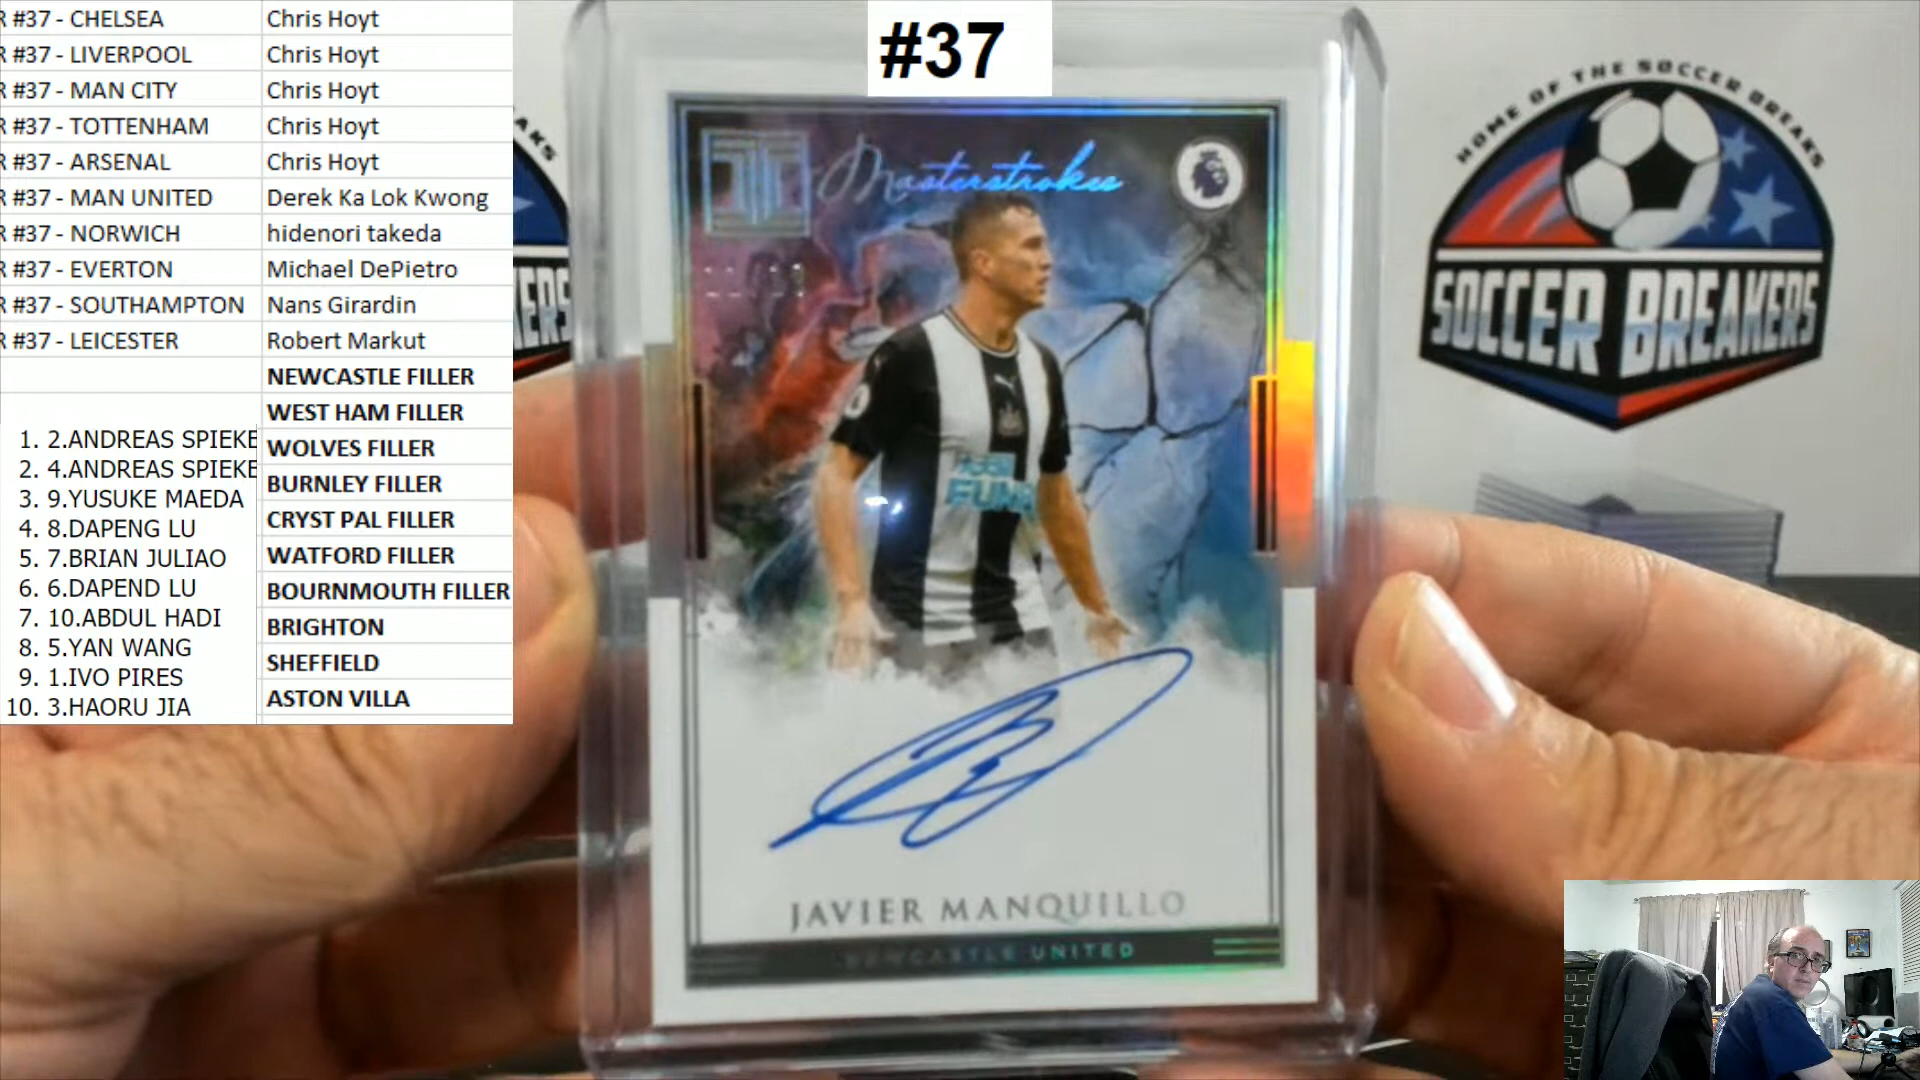 R #37 - CHELSEA Chris Hoyt
R #37 - LIVERPOOL Chris Hoyt
R #37 - MAN CITY Chris Hoyt
R #37 - TOTTENHAM Chris Hoyt
R #37 - ARSENAL Chris Hoyt
R #37 - MAN UNITED Derek Ka Lok Kwong
R #37 - NORWICH hidenori takeda
R #37 - EVERTON Michael DePietro
R #37 - SOUTHAMPTON Nans Girardin
R #37 - LEICESTER Robert Markut
NEWCASTLE FILLER
WEST HAM FILLER
WOLVES FILLER
BURNLEY FILLER
CRYST PAL FILLER
WATFORD FILLER
BOURNMOUTH FILLER
BRIGHTON
SHEFFIELD
ASTON VILLA
1. 2.ANDREAS SPIEKE
2. 4.ANDREAS SPIEKE
3. 9.YUSUKE MAEDA
4. 8.DAPENG LU
5. 7.BRIAN JULIAO
6. 6.DAPEND LU
7. 10.ABDUL HADI
8. 5.YAN WANG
9. 1.IVO PIRES
10. 3.HAORU JIA
#37
Masterstrokes
FUN
JAVIER MANQUILLO
NEWCASTLE UNITED
HOME OF THE SOCCER BREAKS
SOCCER BREAKERS
AKS
KERS